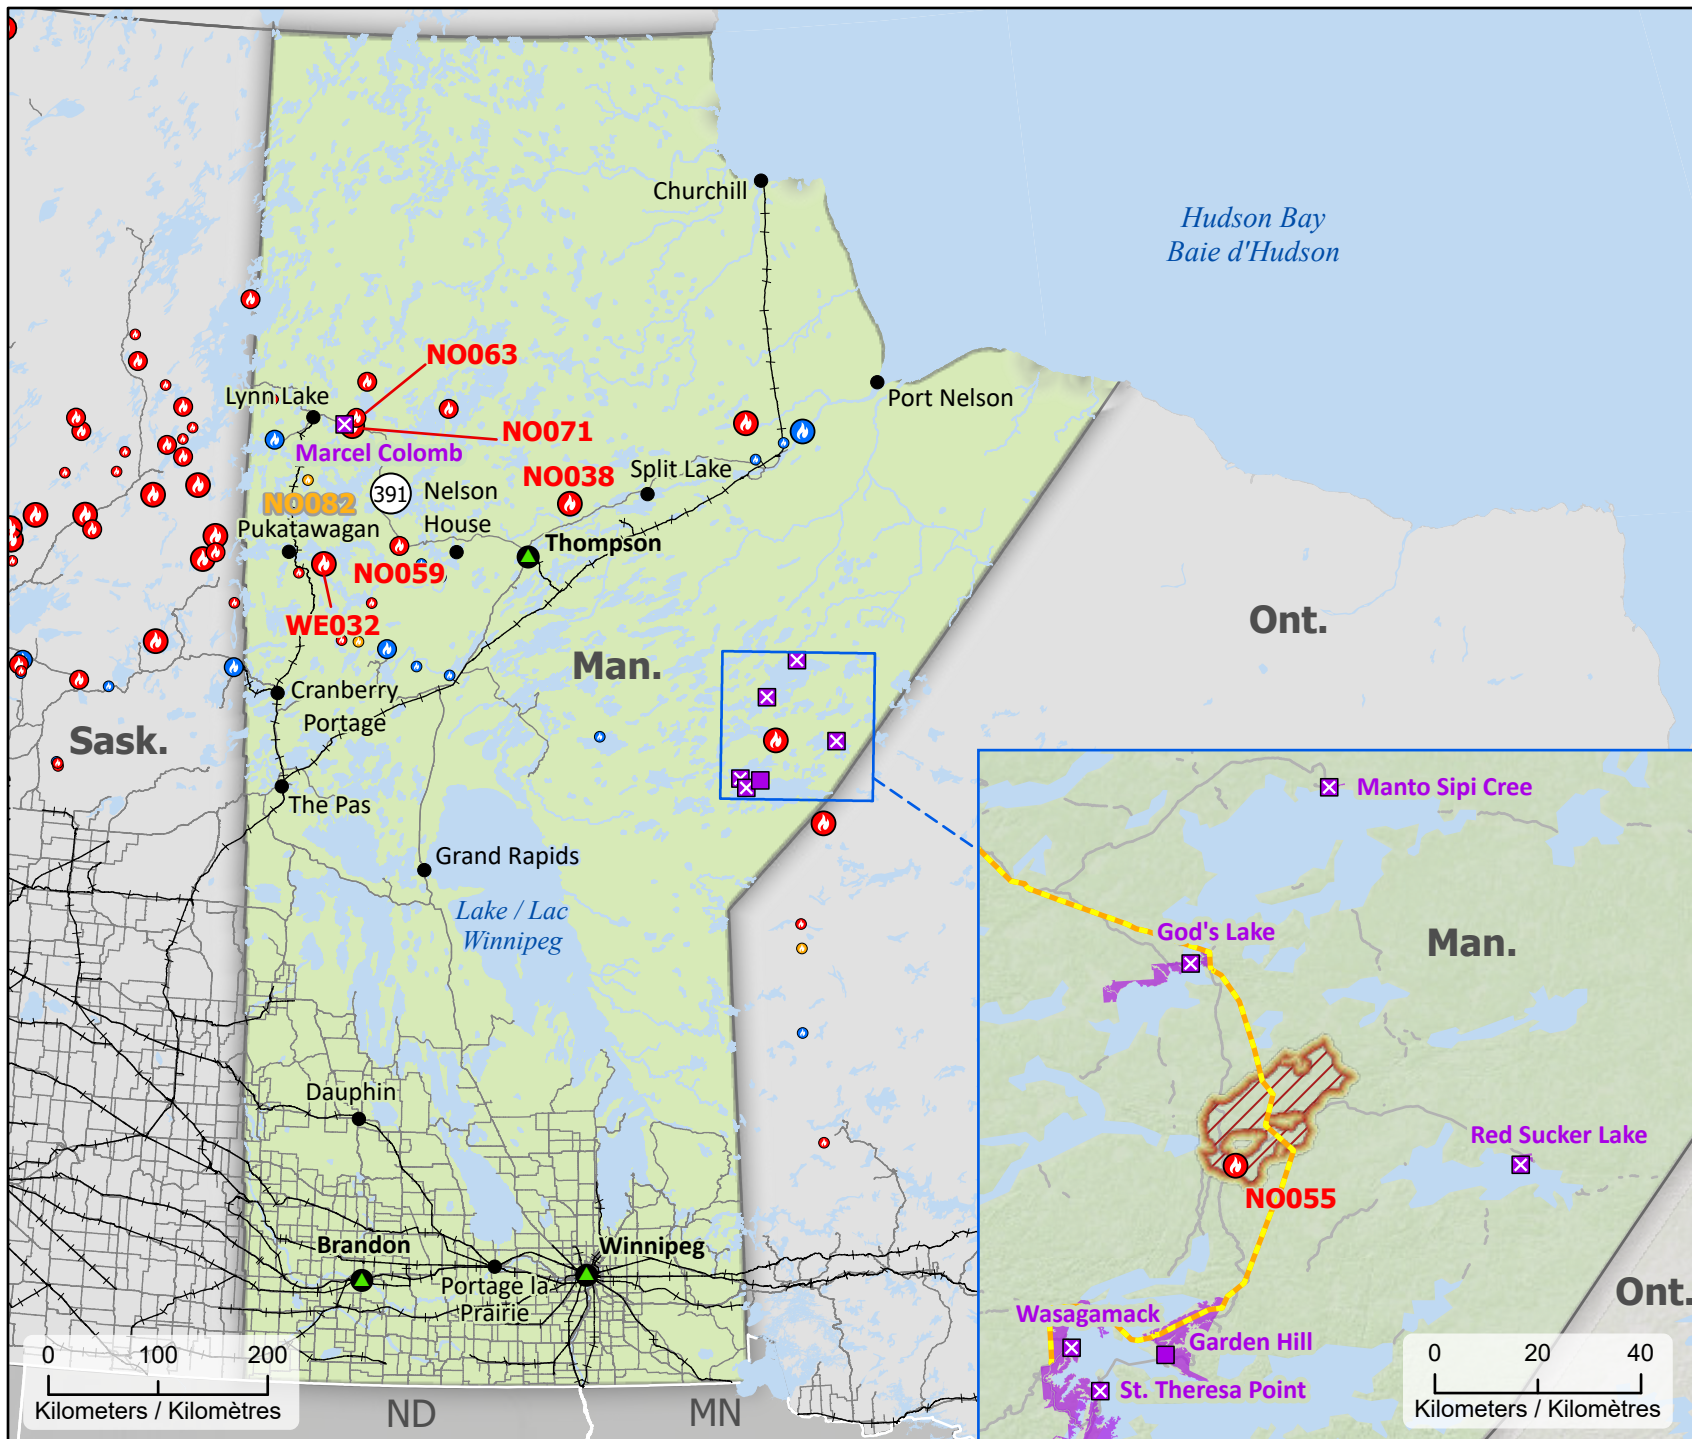 Churchill
Hudson Bay
Baie d'Hudson
NO063
Lynn Lake
Port Nelson
NO071
Marcel Colomb
Split Lake
NO038
391
Nelson
House
NO082
Pukatawagan
Thompson
NO059
WE032
Ont.
Man.
Cranberry
Portage
Sask.
The Pas
Manto Sipi Cree
Grand Rapids
Lake / Lac
Winnipeg
God's Lake
Man.
Dauphin
Red Sucker Lake
NO055
Brandon
Winnipeg
Portage la
Prairie
Ont.
Wasagamack
Garden Hill
St. Theresa Point
0 100 200
Kilometers / Kilomètres
ND
MN
0 20 40
Kilometers / Kilomètres